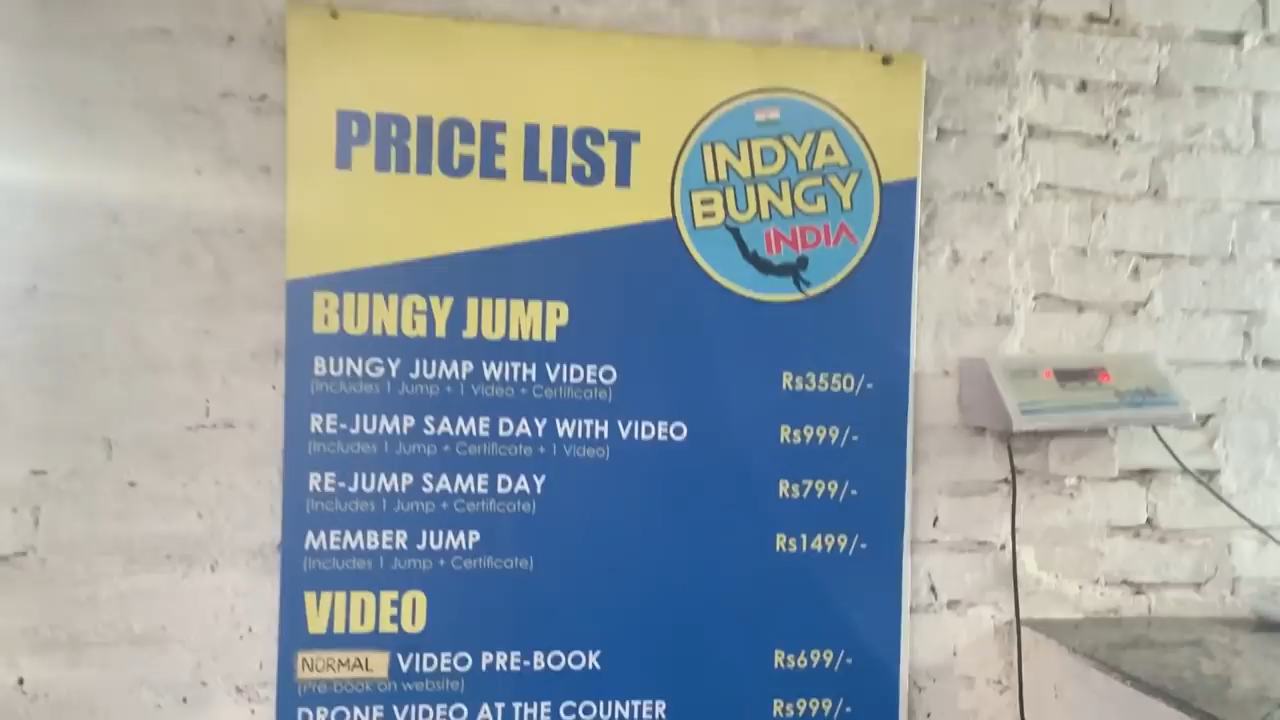 PRICE LIST
INDYA
BUNGY
INDIA
BUNGY JUMP
BUNGY JUMP WITH VIDEO Rs3550/-
(Includes 1 Jump + 1 Video + Certificate)
RE-JUMP SAME DAY WITH VIDEO Rs999/-
(Includes 1 Jump + Certificate + 1 Video)
RE-JUMP SAME DAY Rs799/-
(Includes 1 Jump + Certificate)
MEMBER JUMP Rs1499/-
(Includes 1 Jump + Certificate)
VIDEO
NORMAL VIDEO PRE-BOOK Rs699/-
(Pre-book on website)
DRONE VIDEO AT THE COUNTER Rs999/-